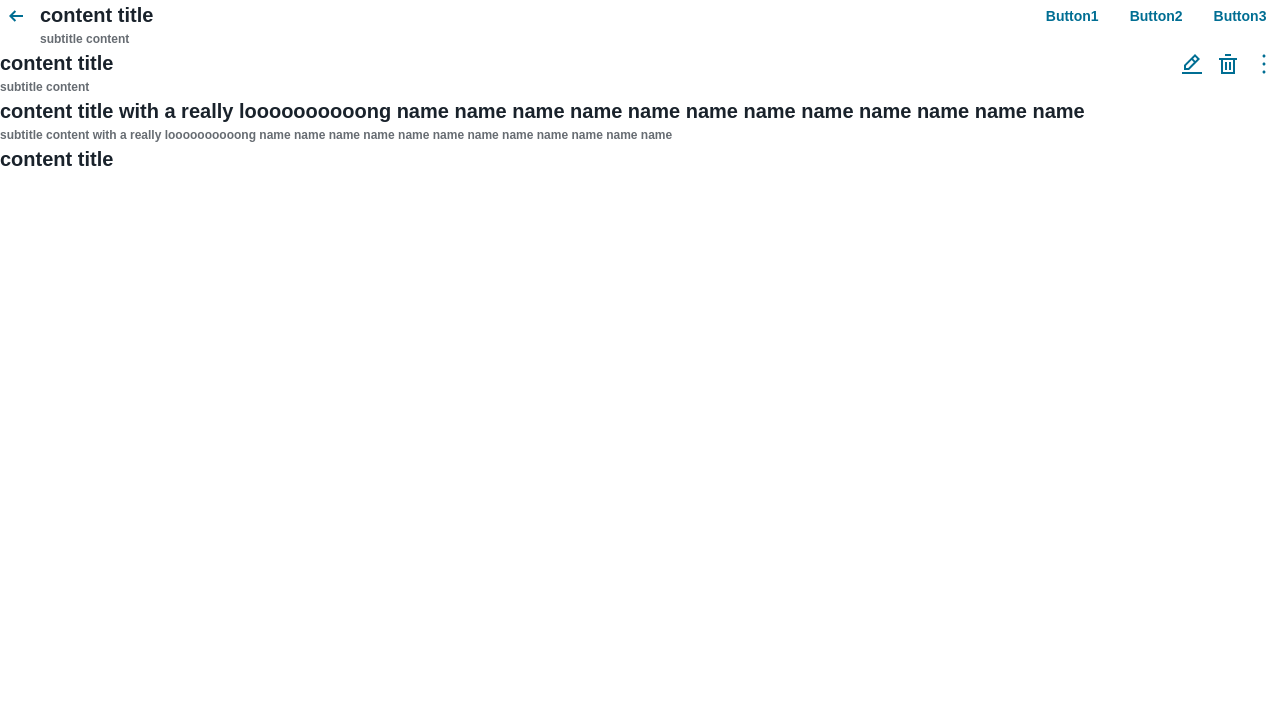 content title Button1 Button2 Button3
subtitle content
content title
subtitle content
content title with a really looooooooooong name name name name name name name name name name name name
subtitle content with a really looooooooooong name name name name name name name name name name name name
content title